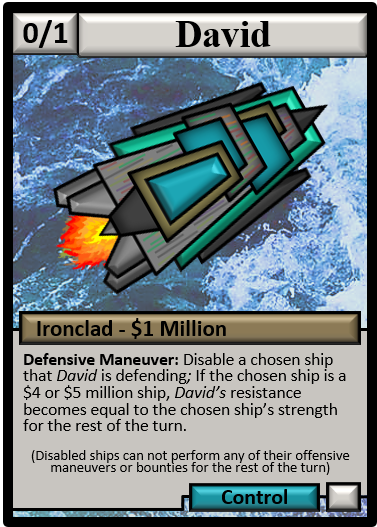 0/1
David
Ironclad - $1 Million
Defensive Maneuver: Disable a chosen ship
that David is defending; If the chosen ship is a
$4 or $5 million ship, David's resistance
becomes equal to the chosen ship's strength
for the rest of the turn.
(Disabled ships can not perform any of their offensive
maneuvers or bounties for the rest of the turn)
Control